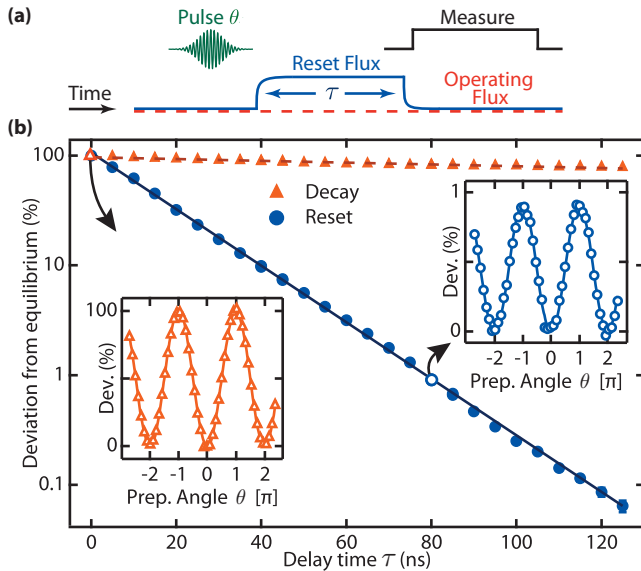 (a)
Pulse θ
Measure
Reset Flux
Time
τ
Operating
Flux
(b)
Deviation from equilibrium (%)
100
10
1
0.1
Decay
Reset
Dev. (%)
100
0
-2 -1 0 1 2
Prep. Angle θ [π]
Dev. (%)
1
0
-2 -1 0 1 2
Prep. Angle θ [π]
0 20 40 60 80 100 120
Delay time τ (ns)